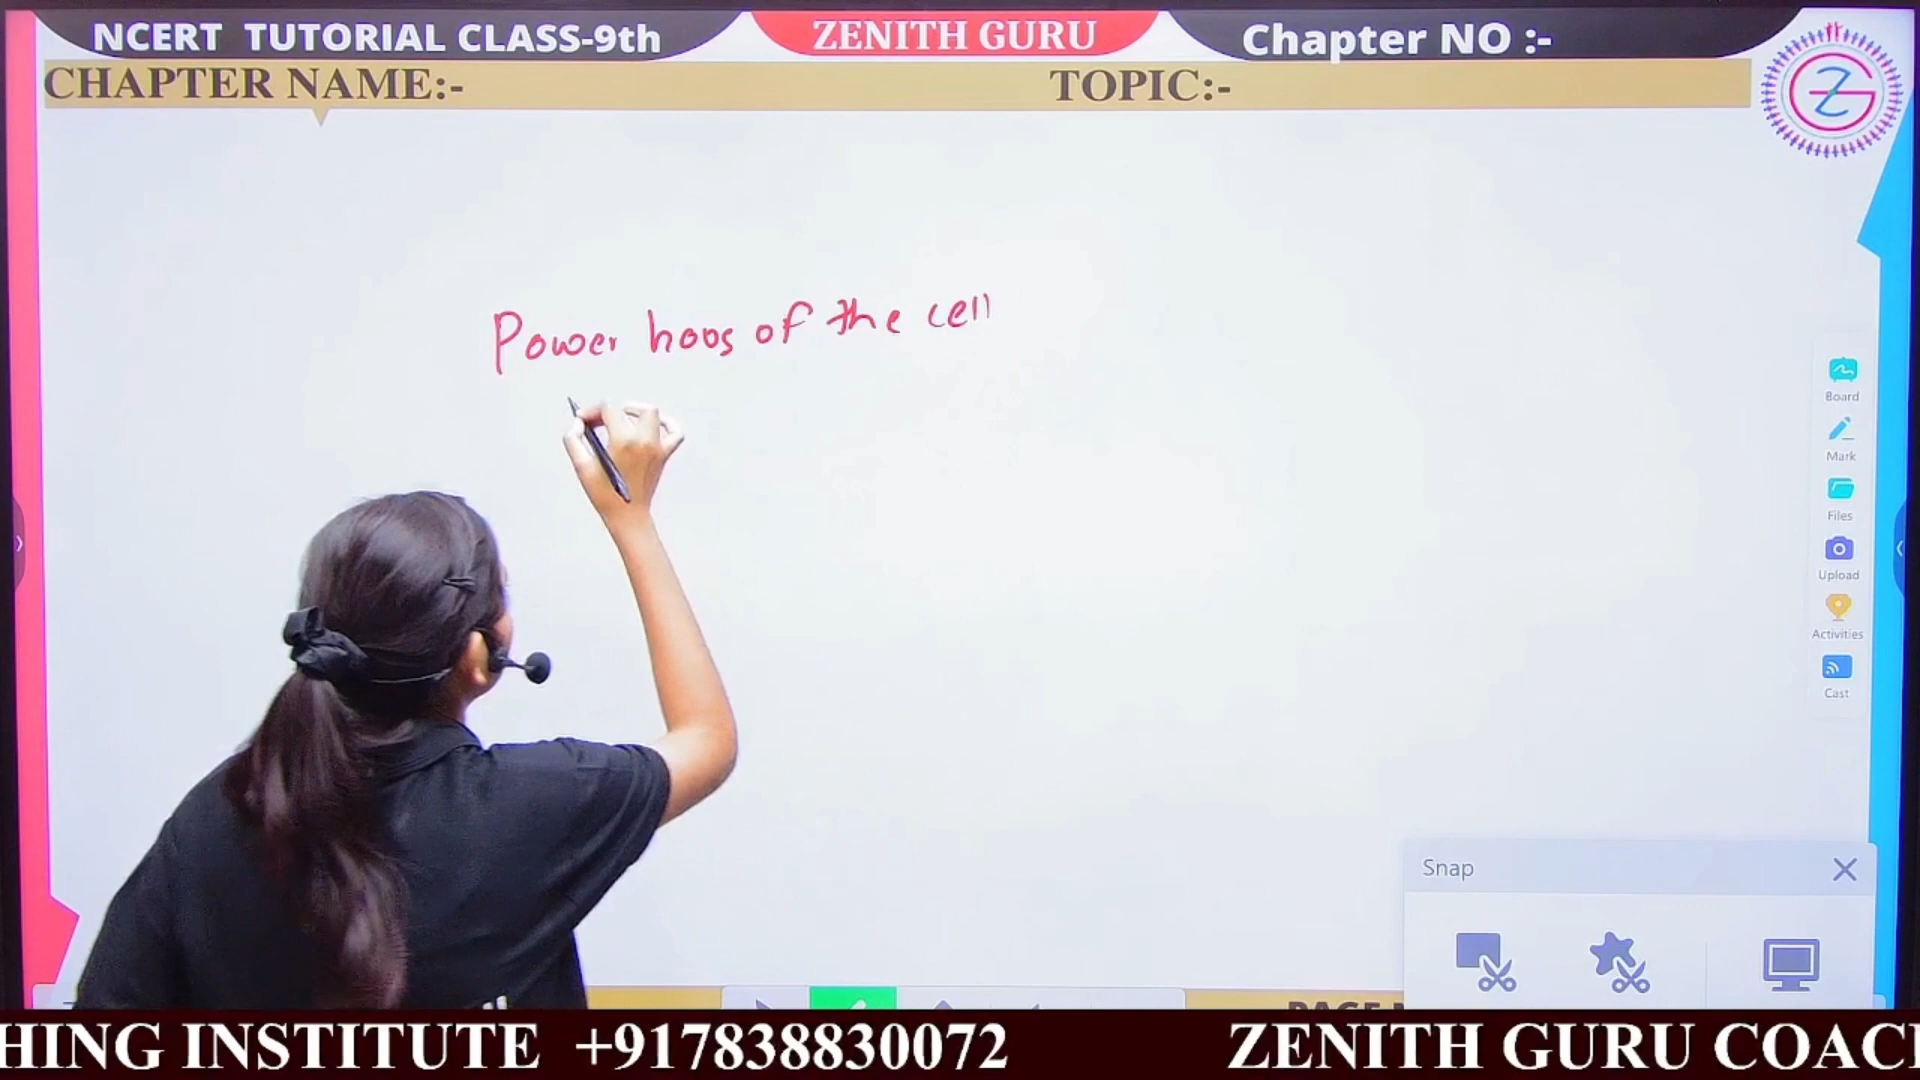 NCERT TUTORIAL CLASS-9th
ZENITH GURU
Chapter NO :-
CHAPTER NAME:-
TOPIC:-
Power hoos of the cell
Board
Mark
Files
Upload
Activities
Cast
Snap
HING INSTITUTE +917838830072 ZENITH GURU COAC